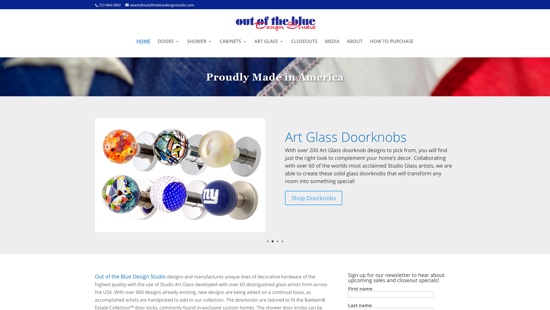 727-864-3902 aloom@outofthebluedesignstudio.com
out of the blue
Design Studio
HOME DOORS SHOWER CABINETS ART GLASS CLOSEOUTS MEDIA ABOUT HOW TO PURCHASE
Proudly Made in America
Art Glass Doorknobs
With over 200 Art Glass doorknob designs to pick from, you will find
just the right look to complement your home's decor. Collaborating
with over 60 of the worlds most acclaimed Studio Glass artists, we are
able to create these solid glass doorknobs that will transform any
room into something special!
Shop Doorknobs
ny
Out of the Blue Design Studio designs and manufactures unique lines of decorative hardware of the
highest quality with the use of Studio Art Glass developed with over 60 distinguished glass artists from across
the USA. With over 600 designs already existing, new designs are being added on a continual basis, as
accomplished artists are handpicked to add to our collection. The doorknobs are tailored to fit the Baldwin®
Estate Collection™ door locks, commonly found in exclusive custom homes. The shower door knobs can be
Sign up for our newsletter to hear about
upcoming sales and closeout specials!
First name
Last name